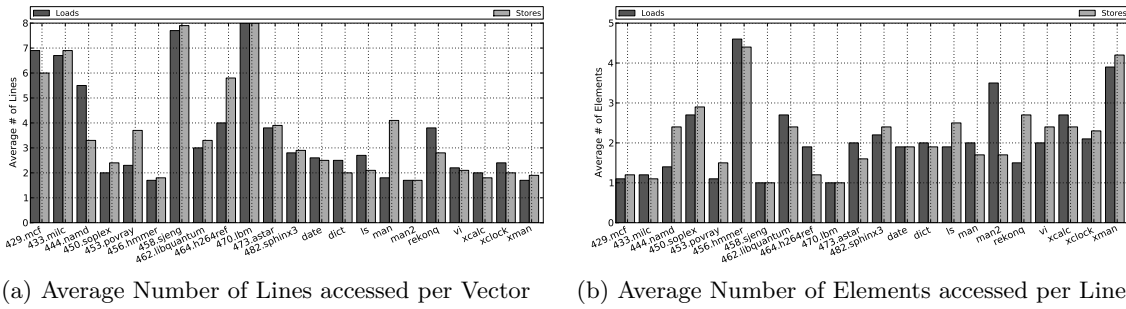 Loads
Stores
Average # of Lines
8
7
6
5
4
3
2
1
0
429.mcf
433.milc
444.namd
450.soplex
453.povray
456.hmmer
458.sjeng
462.libquantum
464.h264ref
470.lbm
473.astar
482.sphinx3
date
dict
ls
man
man2
rekonq
vi
xcalc
xclock
xman
(a) Average Number of Lines accessed per Vector
Loads
Stores
Average # of Elements
5
4
3
2
1
0
429.mcf
433.milc
444.namd
450.soplex
453.povray
456.hmmer
458.sjeng
462.libquantum
464.h264ref
470.lbm
473.astar
482.sphinx3
date
dict
ls
man
man2
rekonq
vi
xcalc
xclock
xman
(b) Average Number of Elements accessed per Line